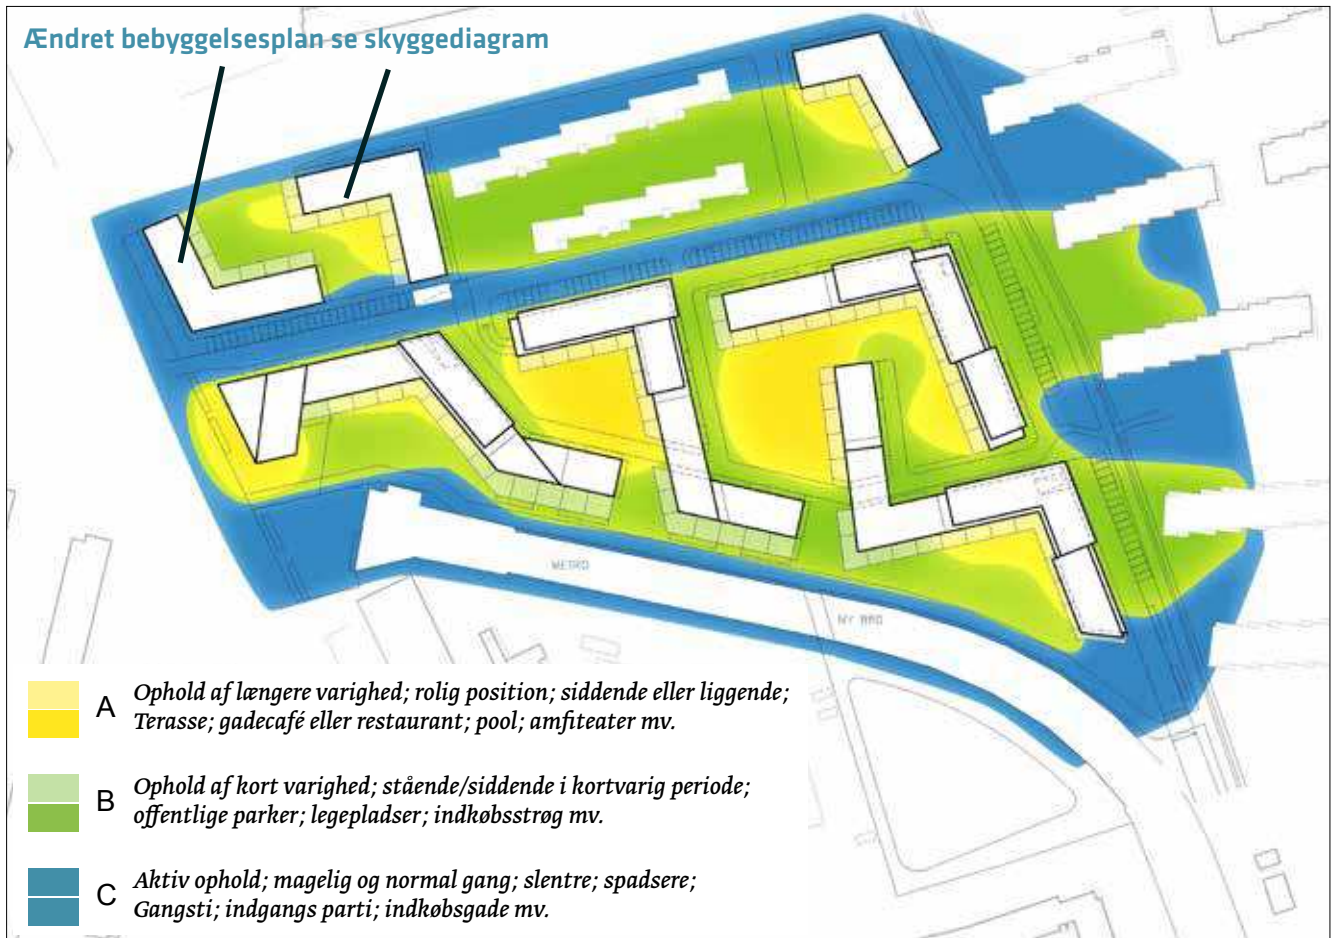 Ændret bebyggelsesplan se skyggediagram
METRO
NY BRO
A
Ophold af længere varighed; rolig position; siddende eller liggende;
Terasse; gadecafé eller restaurant; pool; amfiteater mv.
B
Ophold af kort varighed; stående/siddende i kortvarig periode;
offentlige parker; legepladser; indkøbsstrøg mv.
C
Aktiv ophold; magelig og normal gang; slentre; spadsere;
Gangsti; indgangs parti; indkøbsgade mv.